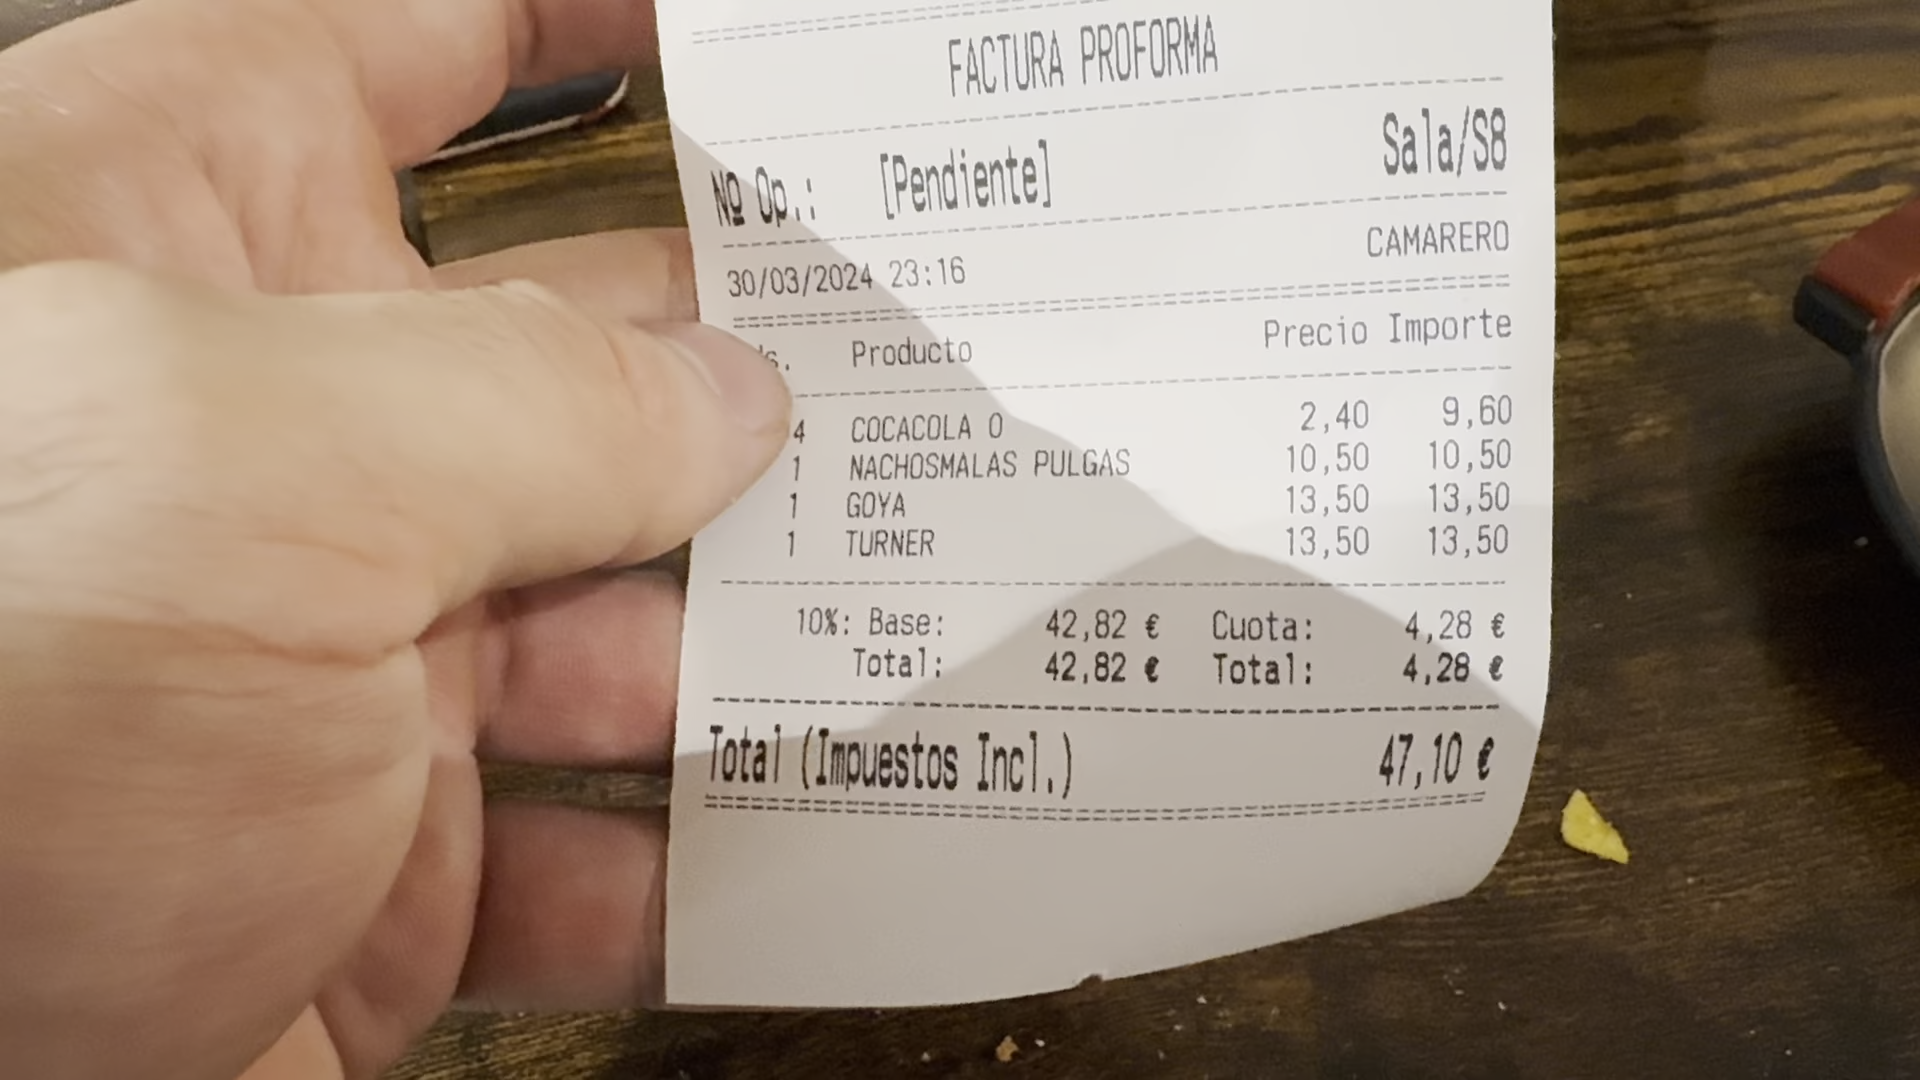 FACTURA PROFORMA
Nº Op.: [Pendiente] Sala/S8
30/03/2024 23:16 CAMARERO
s. Producto Precio Importe
4 COCACOLA 0 2,40 9,60
1 NACHOSMALAS PULGAS 10,50 10,50
1 GOYA 13,50 13,50
1 TURNER 13,50 13,50
10%: Base: 42,82 € Cuota: 4,28 €
Total: 42,82 € Total: 4,28 €
Total (Impuestos Incl.) 47,10 €